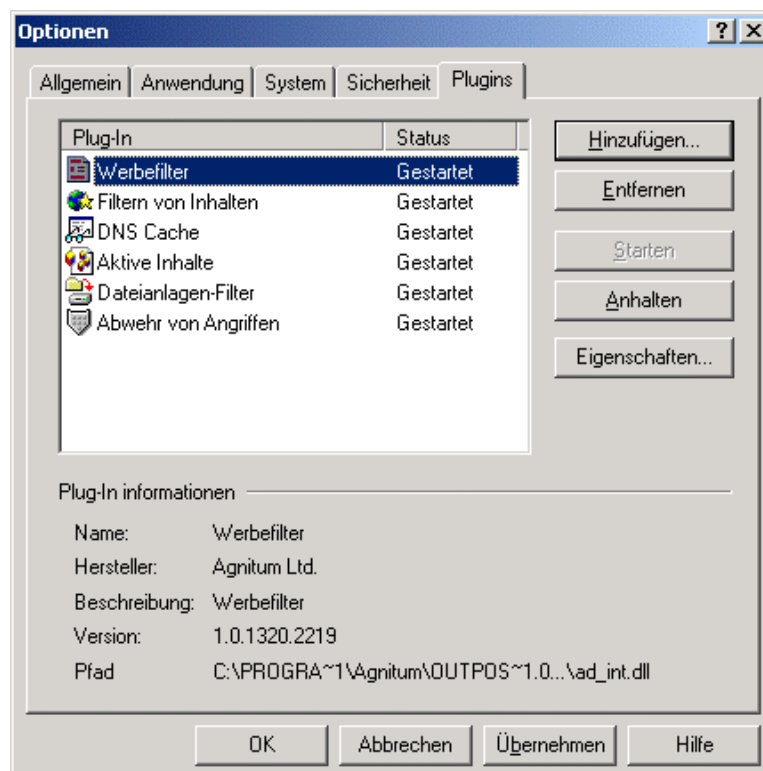 Optionen
Allgemein Anwendung System Sicherheit Plugins
Plug-In Status
Werbefilter Gestartet
Filtern von Inhalten Gestartet
DNS Cache Gestartet
Aktive Inhalte Gestartet
Dateianlagen-Filter Gestartet
Abwehr von Angriffen Gestartet
Hinzufügen...
Entfernen
Starten
Anhalten
Eigenschaften...
Plug-In informationen
Name: Werbefilter
Hersteller: Agnitum Ltd.
Beschreibung: Werbefilter
Version: 1.0.1320.2219
Pfad C:\PROGRA~1\Agnitum\OUTPOS~1.0...\ad_int.dll
OK Abbrechen Übernehmen Hilfe